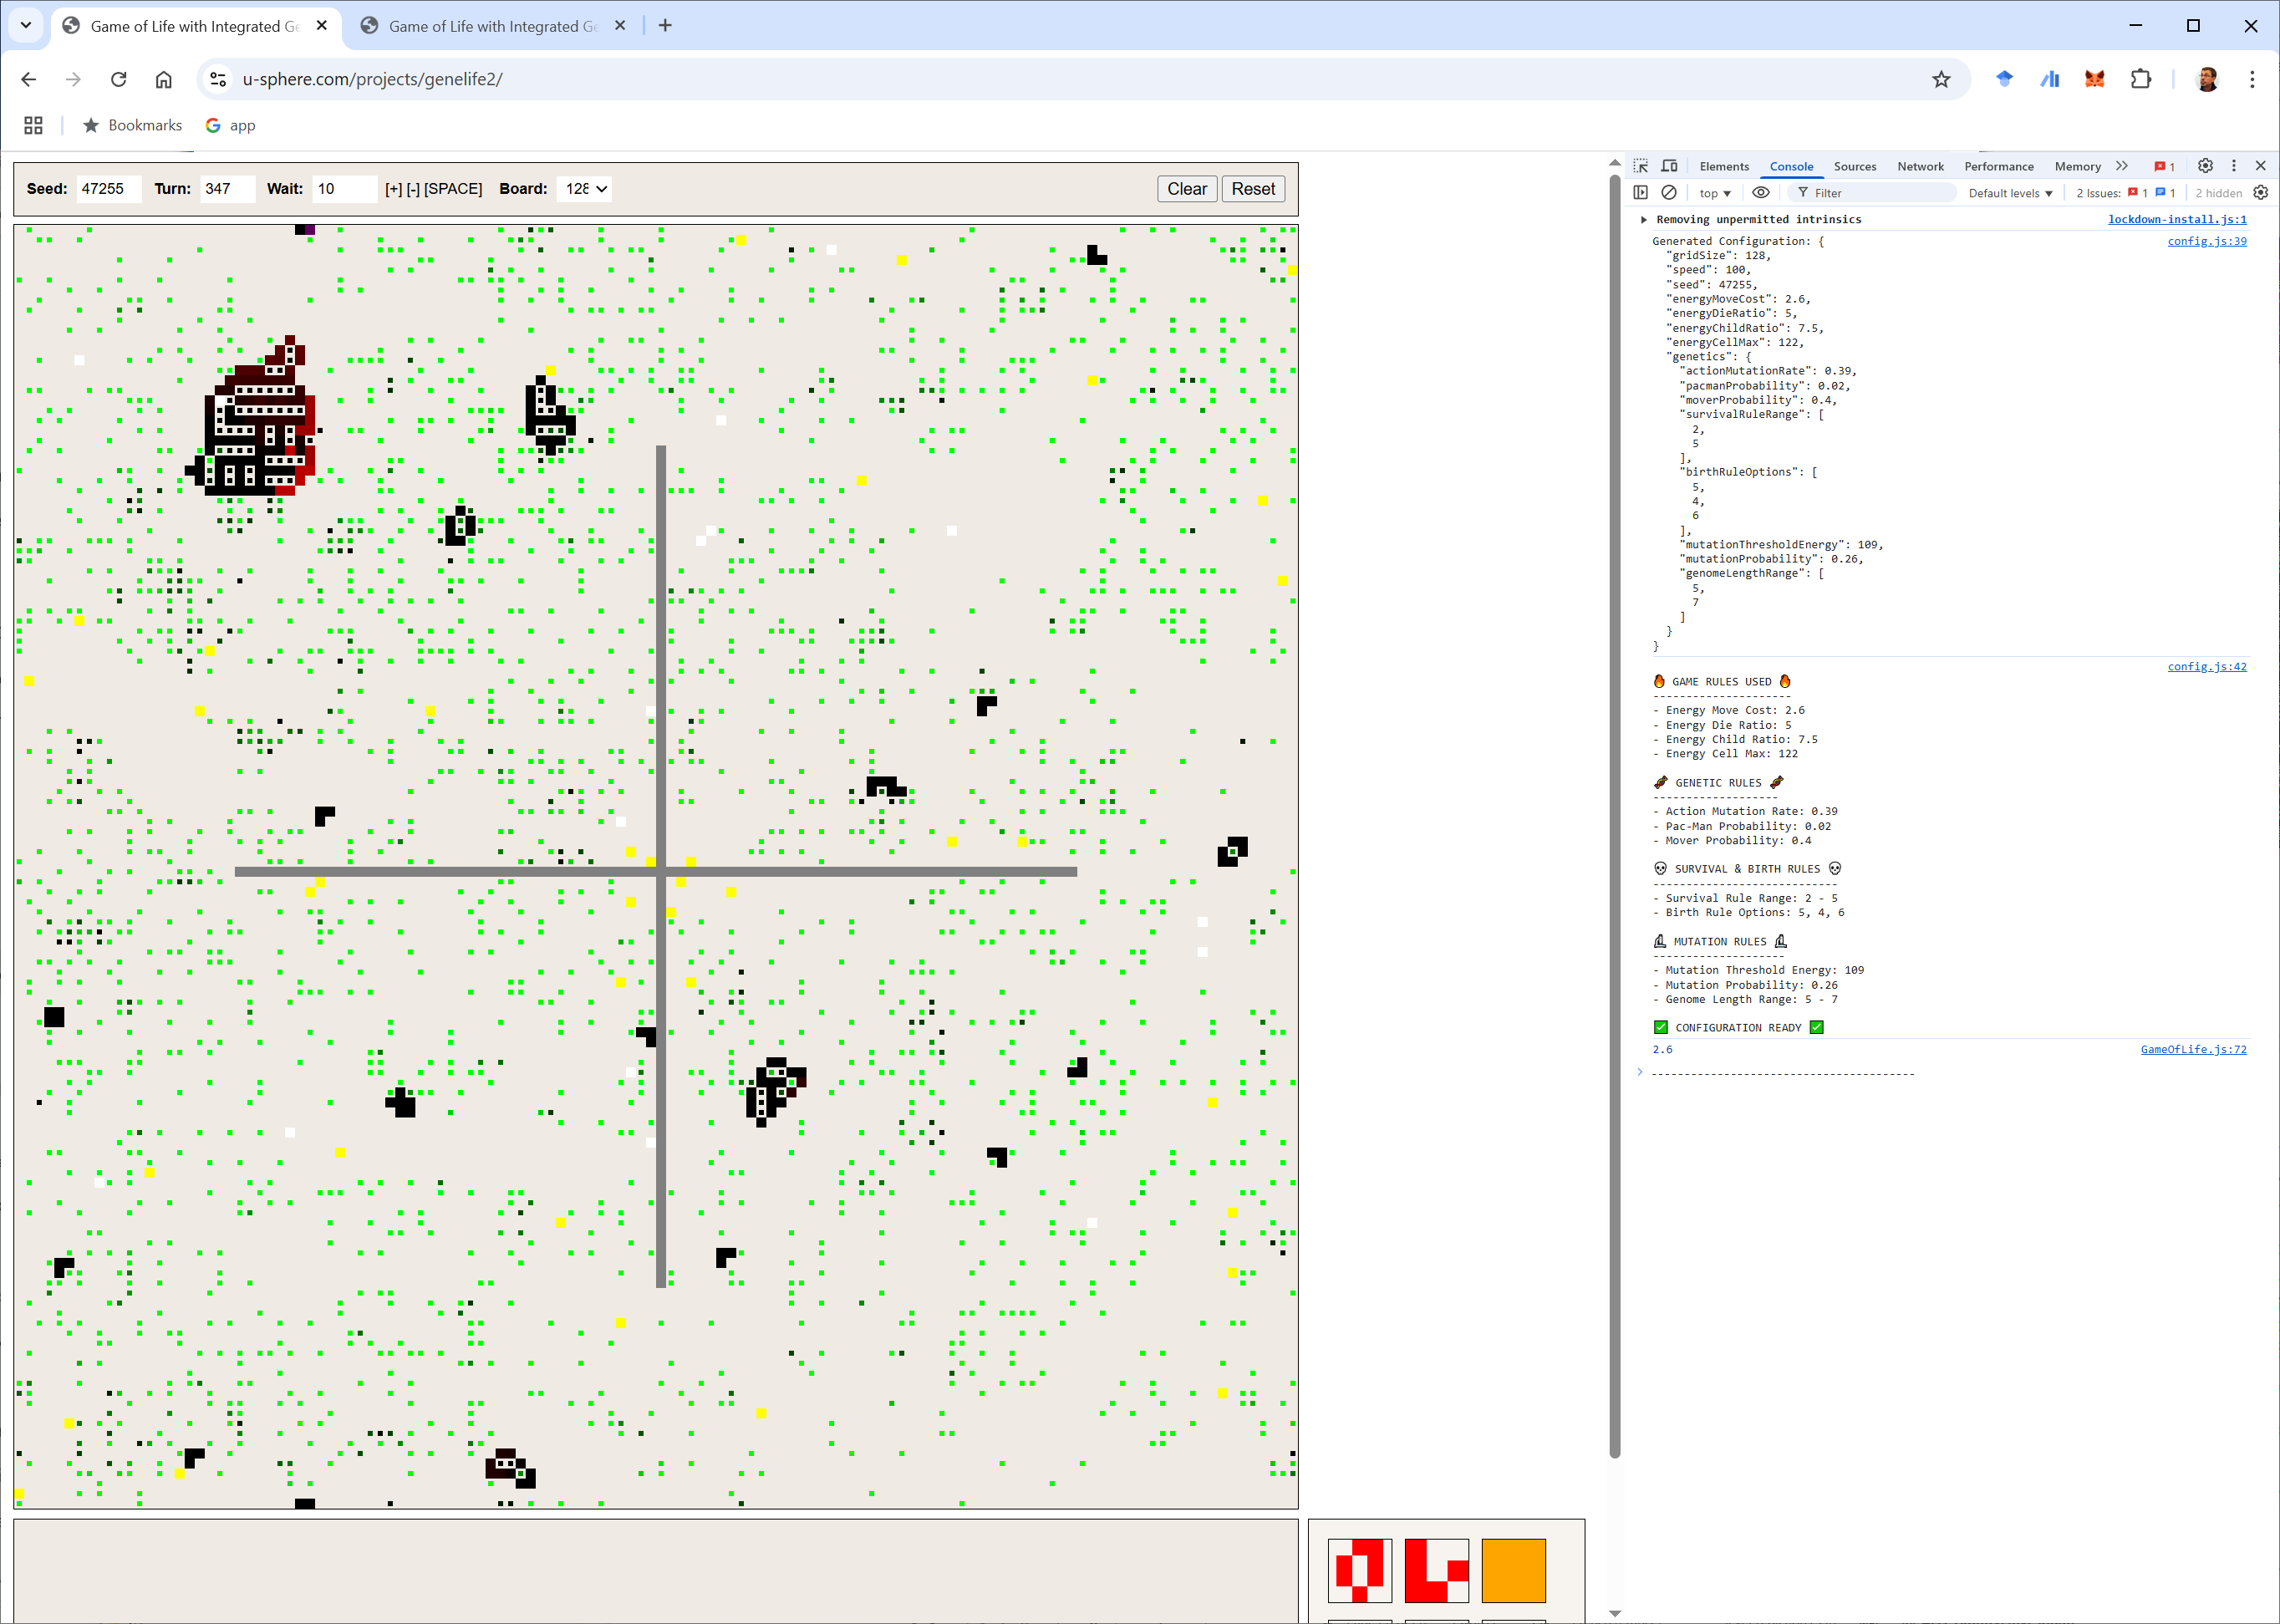 Game of Life with Integrated Ge
Game of Life with Integrated Ge
u-sphere.com/projects/genelife2/
Bookmarks
app
Seed: 47255 Turn: 347 Wait: 10 [+] [-] [SPACE] Board: 128 Clear Reset
Elements Console Sources Network Performance Memory 1
top Filter Default levels 2 Issues: 1 1 2 hidden
Removing unpermitted intrinsics lockdown-install.js:1
Generated Configuration: { config.js:39
"gridSize": 128,
"speed": 100,
"seed": 47255,
"energyMoveCost": 2.6,
"energyDieRatio": 5,
"energyChildRatio": 7.5,
"energyCellMax": 122,
"genetics": {
"actionMutationRate": 0.39,
"pacmanProbability": 0.02,
"moverProbability": 0.4,
"survivalRuleRange": [
2,
5
],
"birthRuleOptions": [
5,
4,
6
],
"mutationThresholdEnergy": 109,
"mutationProbability": 0.26,
"genomeLengthRange": [
5,
7
]
}
}
config.js:42
🔥 GAME RULES USED 🔥
---------------------
- Energy Move Cost: 2.6
- Energy Die Ratio: 5
- Energy Child Ratio: 7.5
- Energy Cell Max: 122
GENETIC RULES
-------------------
- Action Mutation Rate: 0.39
- Pac-Man Probability: 0.02
- Mover Probability: 0.4
SURVIVAL & BIRTH RULES
----------------------------
- Survival Rule Range: 2 - 5
- Birth Rule Options: 5, 4, 6
MUTATION RULES
--------------------
- Mutation Threshold Energy: 109
- Mutation Probability: 0.26
- Genome Length Range: 5 - 7
✅ CONFIGURATION READY ✅
2.6 GameOfLife.js:72
> ----------------------------------------